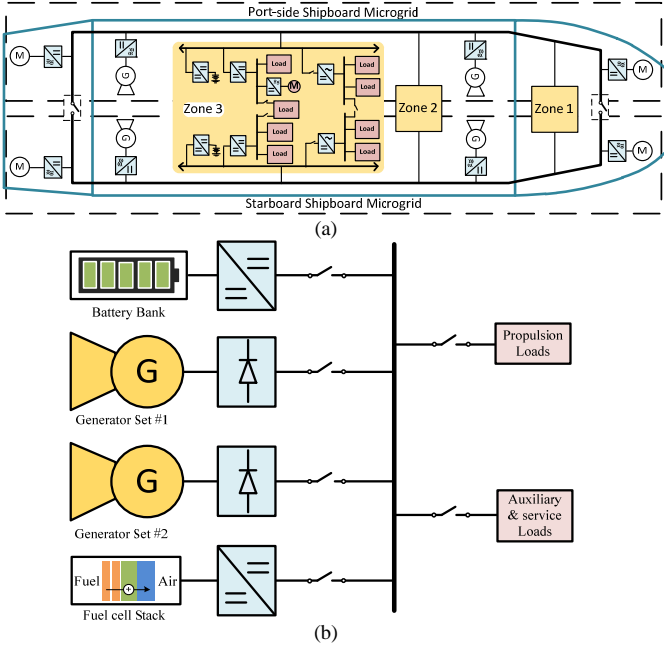 Port-side Shipboard Microgrid
M
M
G
G
Load
Load
M
Load
Load
Load
Load
Load
Load
Load
Zone 3
Zone 2
Zone 1
G
G
M
M
Starboard Shipboard Microgrid
(a)
Battery Bank
G
Generator Set #1
G
Generator Set #2
Fuel
Air
Fuel cell Stack
Propulsion
Loads
Auxiliary
& service
Loads
(b)